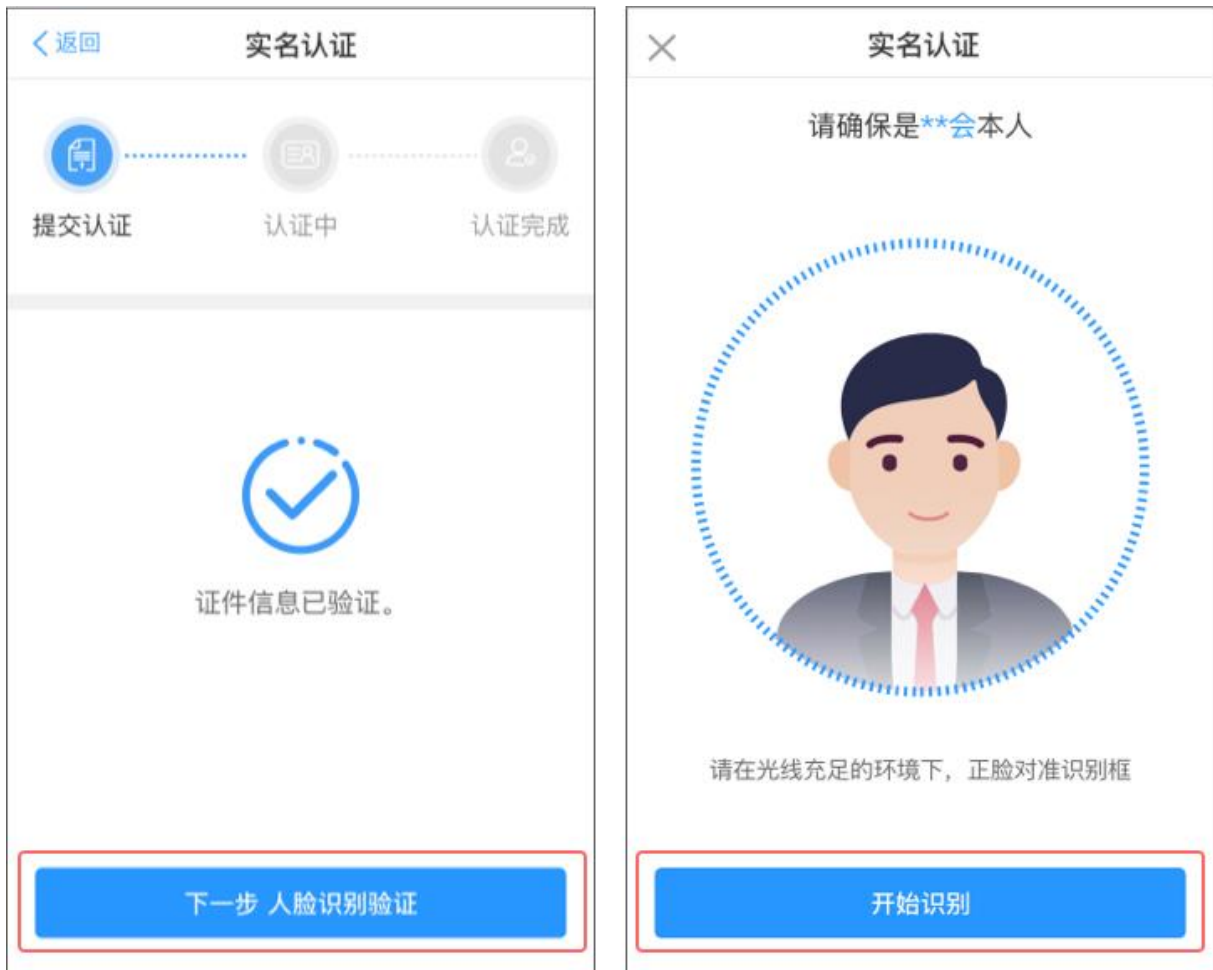 返回
实名认证
提交认证
认证中
认证完成
证件信息已验证。
下一步 人脸识别验证
实名认证
请确保是**会本人
请在光线充足的环境下，正脸对准识别框
开始识别